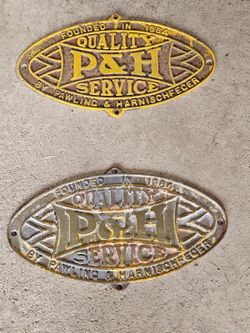 FOUNDED IN 1884
QUALITY
P&H
SERVICE
BY PAWLING & HARNISCHFEGER
FOUNDED IN 1884
QUALITY
P&H
SERVICE
BY PAWLING & HARNISCHFEGER